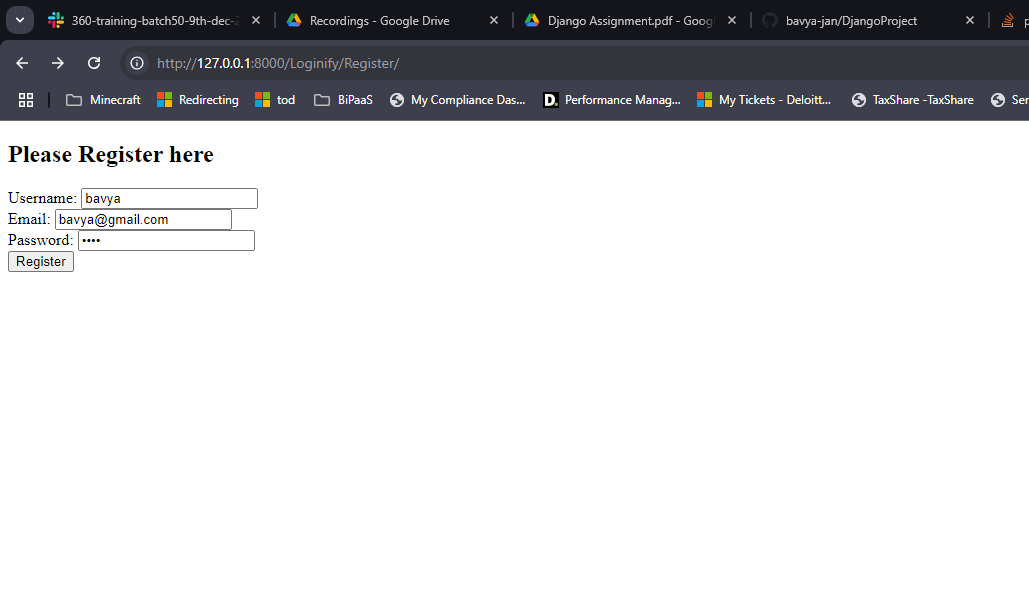 360-training-batch50-9th-dec-2
Recordings - Google Drive
Django Assignment.pdf - Goog
bavya-jan/DjangoProject
p
http://127.0.0.1:8000/Loginify/Register/
Minecraft
Redirecting
tod
BiPaaS
My Compliance Das...
Performance Manag...
My Tickets - Deloitt...
TaxShare -TaxShare
Ser
Please Register here
Username: bavya
Email: bavya@gmail.com
Password: ••••
Register